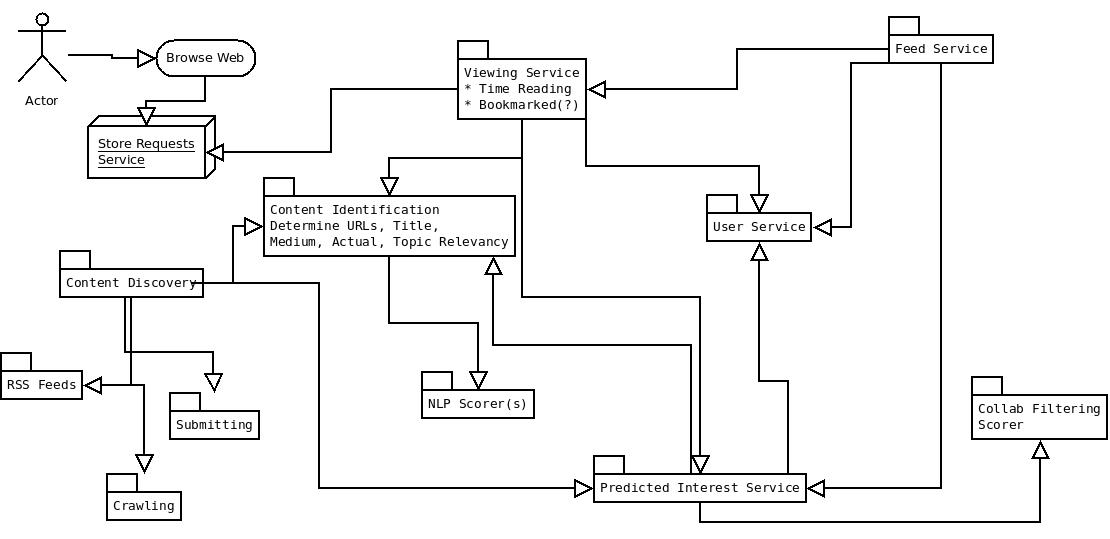 Feed Service
Browse Web
Viewing Service
* Time Reading
* Bookmarked(?)
Actor
Store Requests
Service
Content Identification
Determine URLs, Title,
Medium, Actual, Topic Relevancy
User Service
Content Discovery
RSS Feeds
NLP Scorer(s)
Collab Filtering
Scorer
Submitting
Predicted Interest Service
Crawling